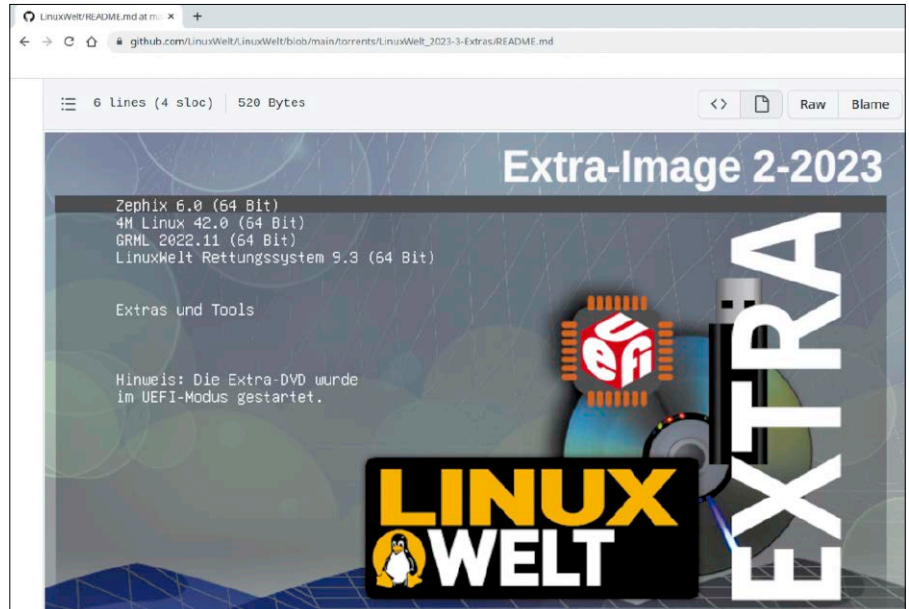 LinuxWelt/README.md at ma
github.com/LinuxWelt/LinuxWelt/blob/main/torrents/LinuxWelt_2023-3-Extras/README.md
6 lines (4 sloc) 520 Bytes
<> Raw Blame
Extra-Image 2-2023
Zephix 6.0 (64 Bit)
4M Linux 42.0 (64 Bit)
GRML 2022.11 (64 Bit)
LinuxWelt Rettungssystem 9.3 (64 Bit)
Extras und Tools
Hinweis: Die Extra-DVD wurde
im UEFI-Modus gestartet.
UEFi
EXTRA
LINUX
WELT